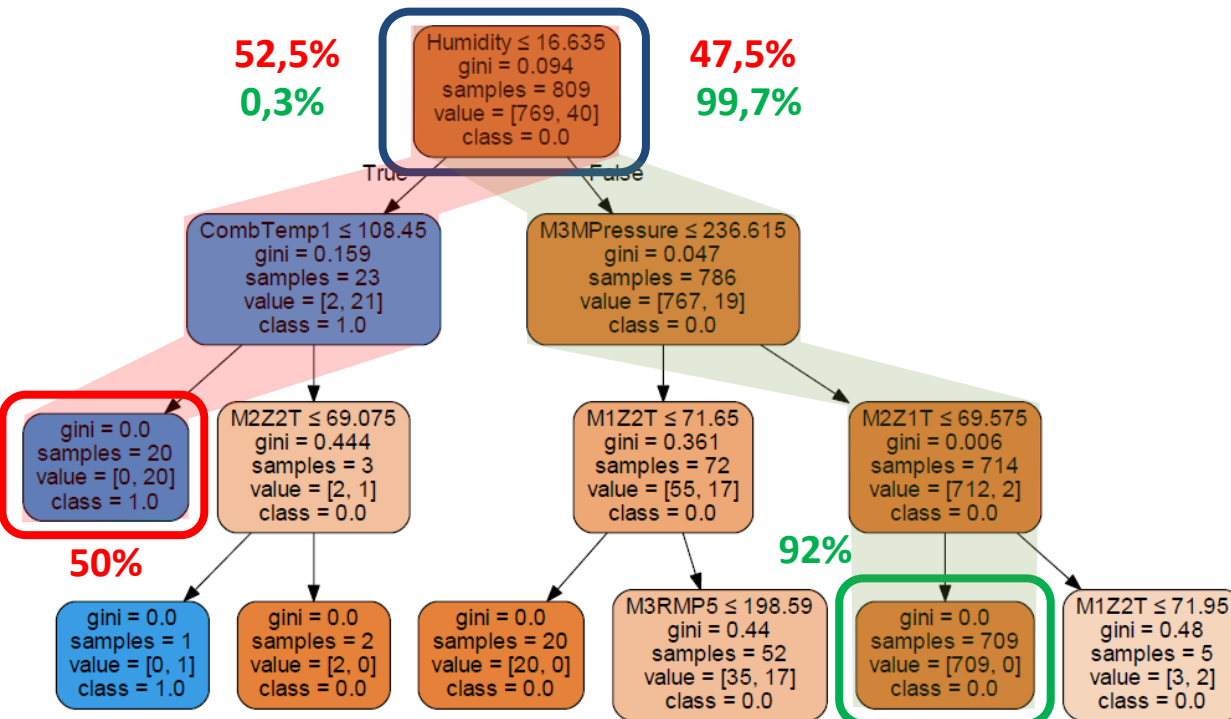 52,5%
0,3%
Humidity ≤ 16.635
gini = 0.094
samples = 809
value = [769, 40]
class = 0.0
47,5%
99,7%
True
False
CombTemp1 ≤ 108.45
gini = 0.159
samples = 23
value = [2, 21]
class = 1.0
M3MPressure ≤ 236.615
gini = 0.047
samples = 786
value = [767, 19]
class = 0.0
gini = 0.0
samples = 20
value = [0, 20]
class = 1.0
M2Z2T ≤ 69.075
gini = 0.444
samples = 3
value = [2, 1]
class = 0.0
M1Z2T ≤ 71.65
gini = 0.361
samples = 72
value = [55, 17]
class = 0.0
M2Z1T ≤ 69.575
gini = 0.006
samples = 714
value = [712, 2]
class = 0.0
50%
92%
gini = 0.0
samples = 1
value = [0, 1]
class = 1.0
gini = 0.0
samples = 2
value = [2, 0]
class = 0.0
gini = 0.0
samples = 20
value = [20, 0]
class = 0.0
M3RMP5 ≤ 198.59
gini = 0.44
samples = 52
value = [35, 17]
class = 0.0
gini = 0.0
samples = 709
value = [709, 0]
class = 0.0
M1Z2T ≤ 71.95
gini = 0.48
samples = 5
value = [3, 2]
class = 0.0